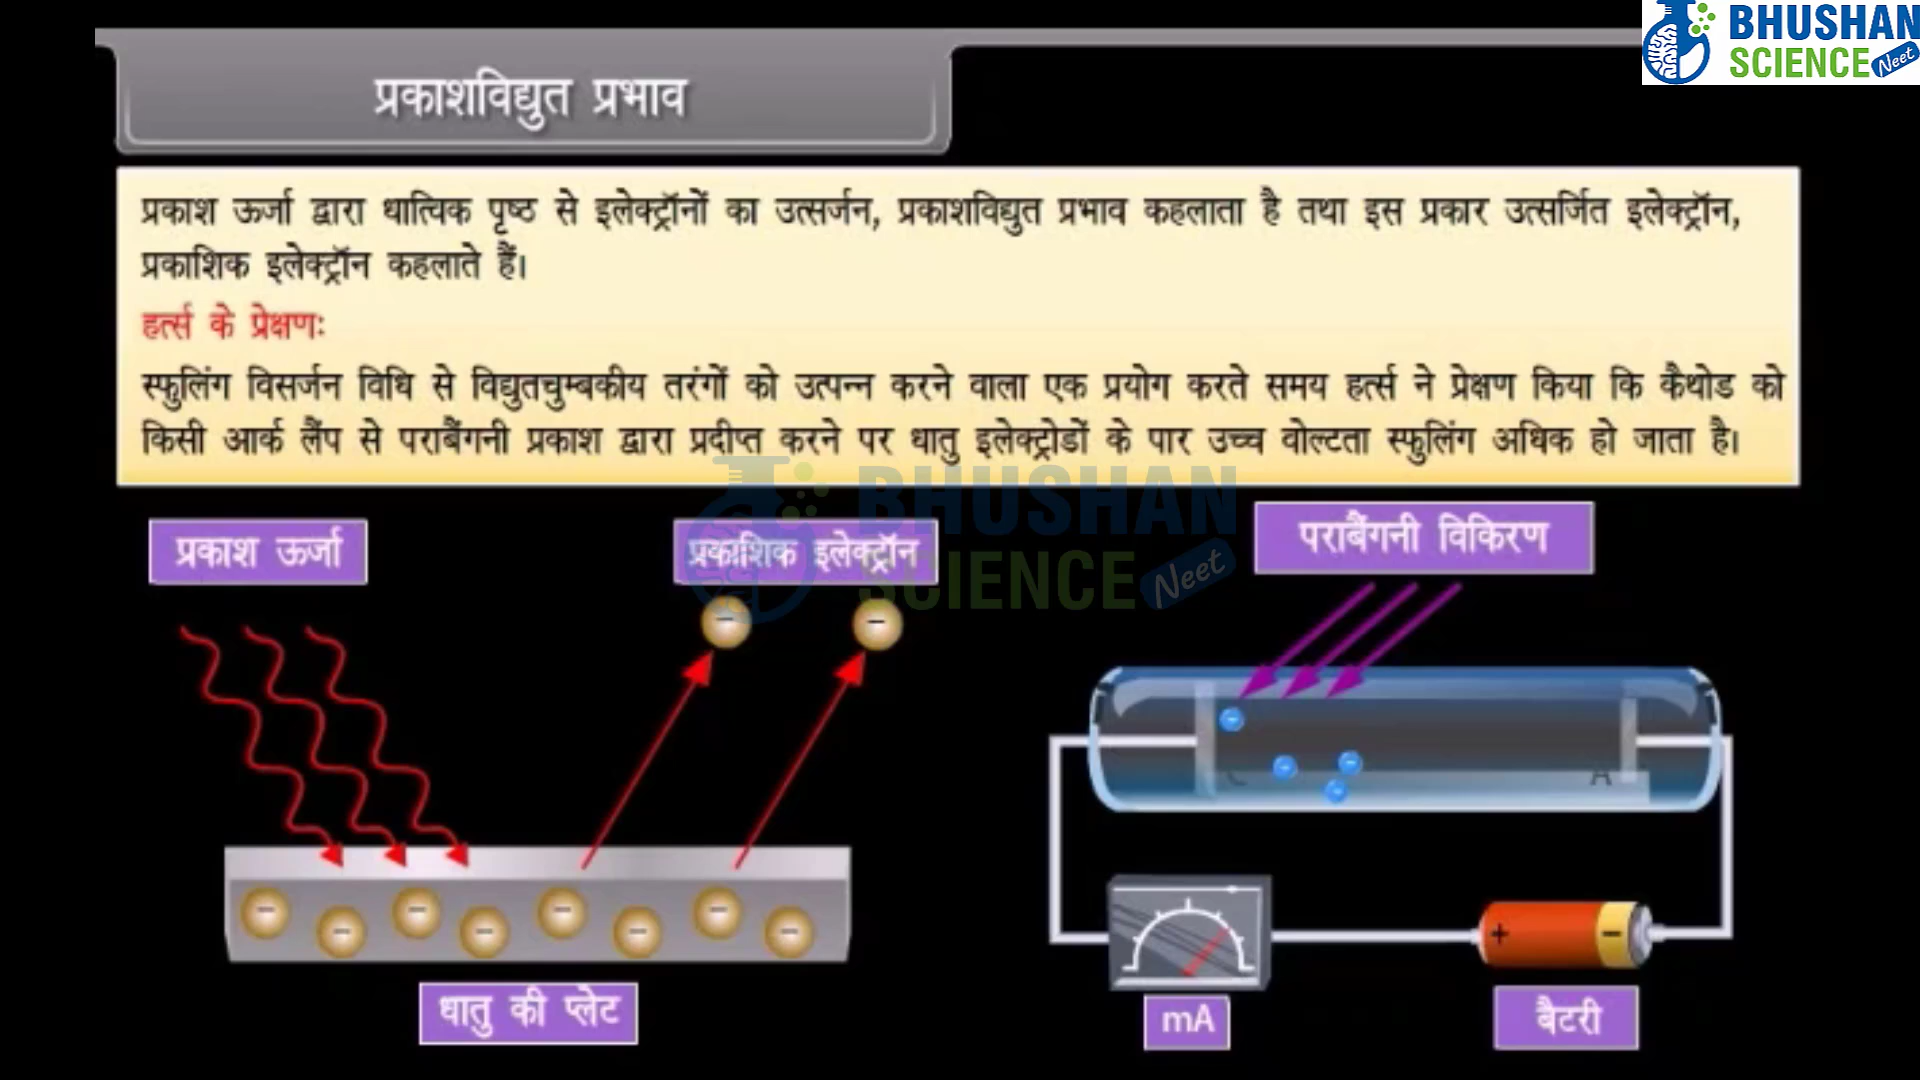 BHUSHAN
SCIENCE Neet
प्रकाशविद्युत प्रभाव
प्रकाश ऊर्जा द्वारा धात्विक पृष्ठ से इलेक्ट्रॉनों का उत्सर्जन, प्रकाशविद्युत प्रभाव कहलाता है तथा इस प्रकार उत्सर्जित इलेक्ट्रॉन,
प्रकाशिक इलेक्ट्रॉन कहलाते हैं।
हर्त्स के प्रेक्षणः
स्फुलिंग विसर्जन विधि से विद्युतचुम्बकीय तरंगों को उत्पन्न करने वाला एक प्रयोग करते समय हर्त्स ने प्रेक्षण किया कि कैथोड को
किसी आर्क लैंप से पराबैंगनी प्रकाश द्वारा प्रदीप्त करने पर धातु इलेक्ट्रोडों के पार उच्च वोल्टता स्फुलिंग अधिक हो जाता है।
BHUSHAN
SCIENCE Neet
प्रकाश ऊर्जा
प्रकाशिक इलेक्ट्रॉन
पराबैंगनी विकिरण
C
A
+ −
धातु की प्लेट
mA
बैटरी